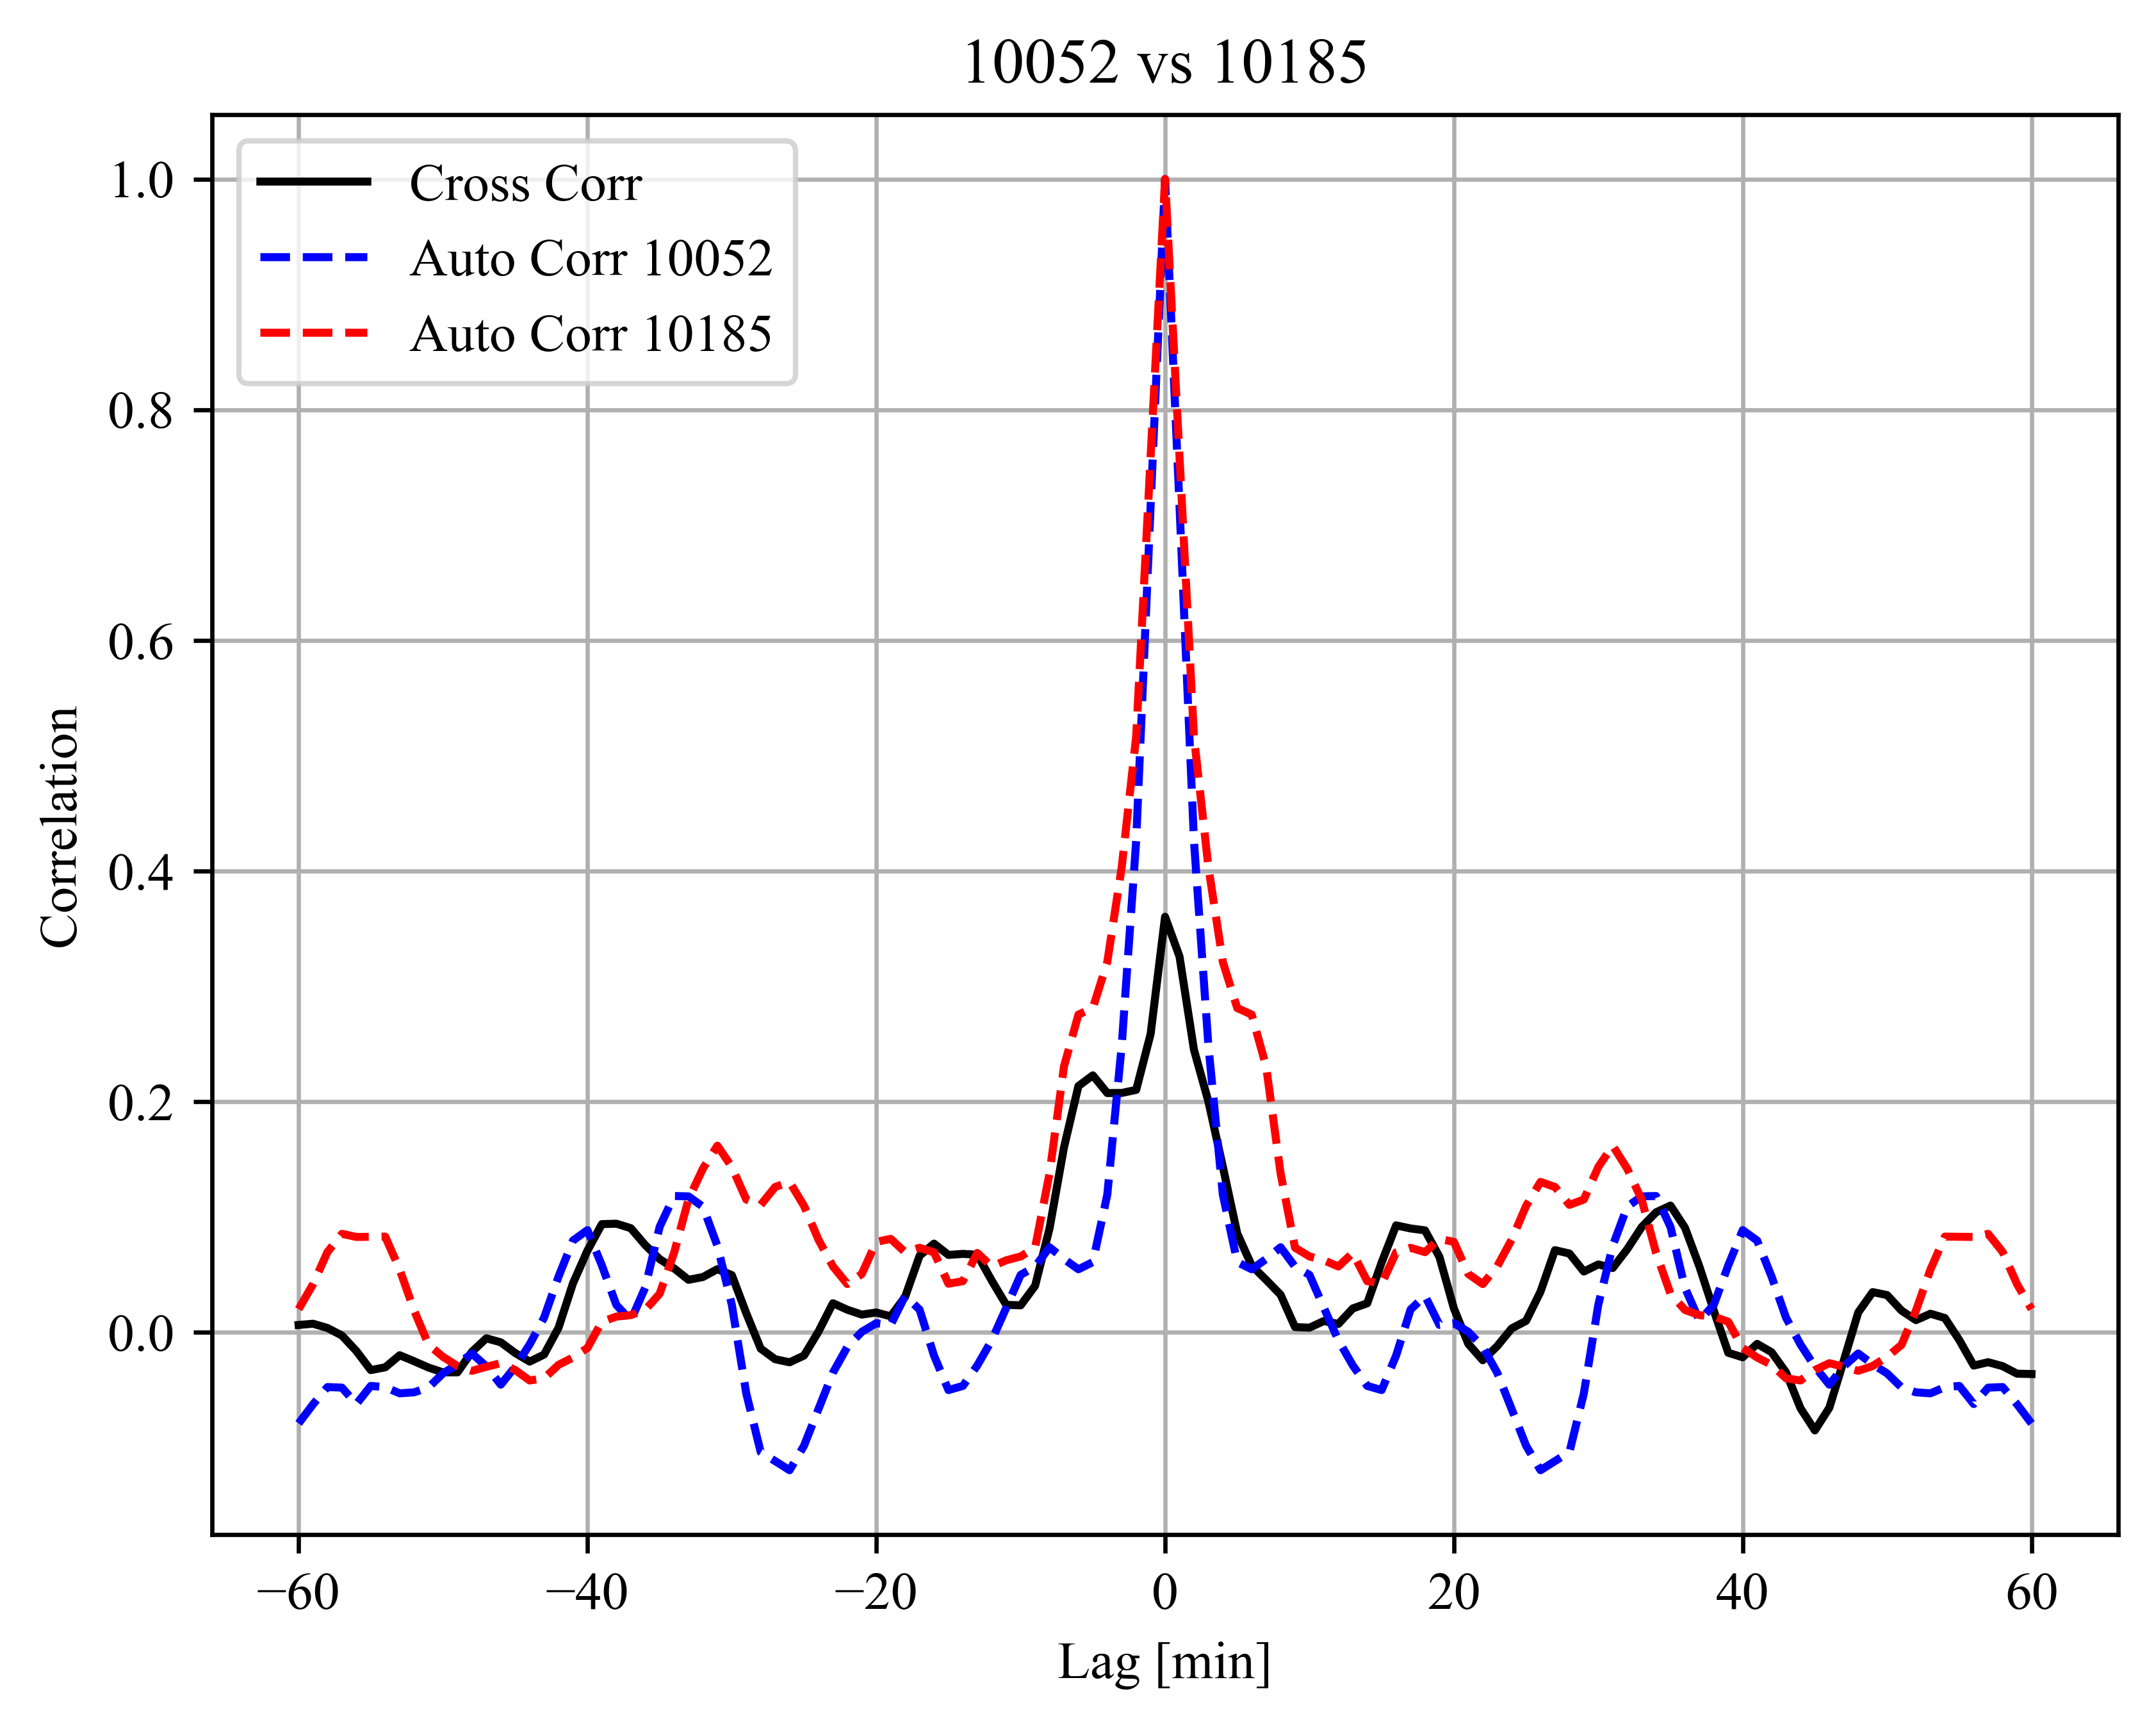 10052 vs 10185
Cross Corr
Auto Corr 10052
Auto Corr 10185
1.0
0.8
0.6
0.4
0.2
0.0
Correlation
−60
−40
−20
0
20
40
60
Lag [min]